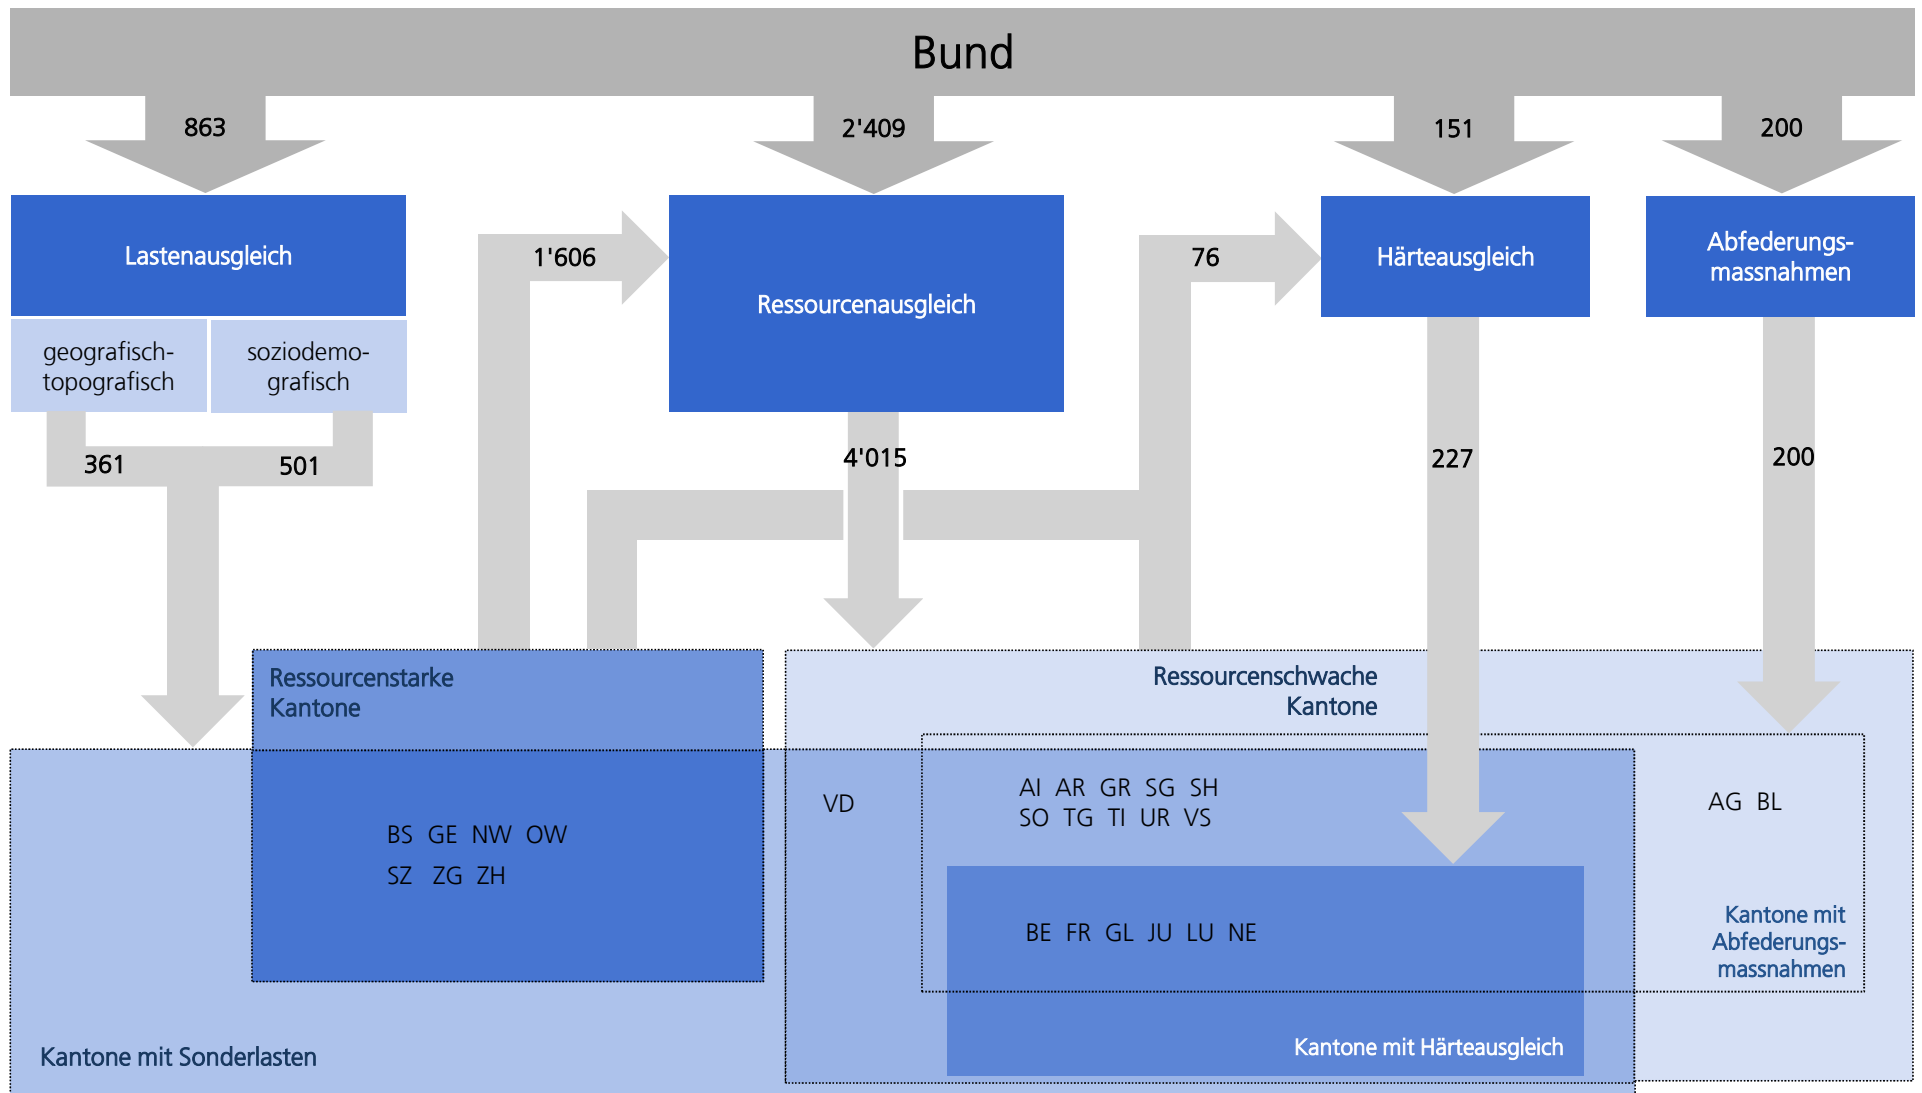 Bund
863
2'409
151
200
Lastenausgleich
1'606
Ressourcenausgleich
76
Härteausgleich
Abfederungs-
massnahmen
geografisch-
topografisch
soziodemo-
grafisch
361
501
4'015
227
200
Ressourcenstarke
Kantone
Ressourcenschwache
Kantone
BS GE NW OW
SZ ZG ZH
VD
AI AR GR SG SH
SO TG TI UR VS
AG BL
BE FR GL JU LU NE
Kantone mit
Abfederungs-
massnahmen
Kantone mit Sonderlasten
Kantone mit Härteausgleich